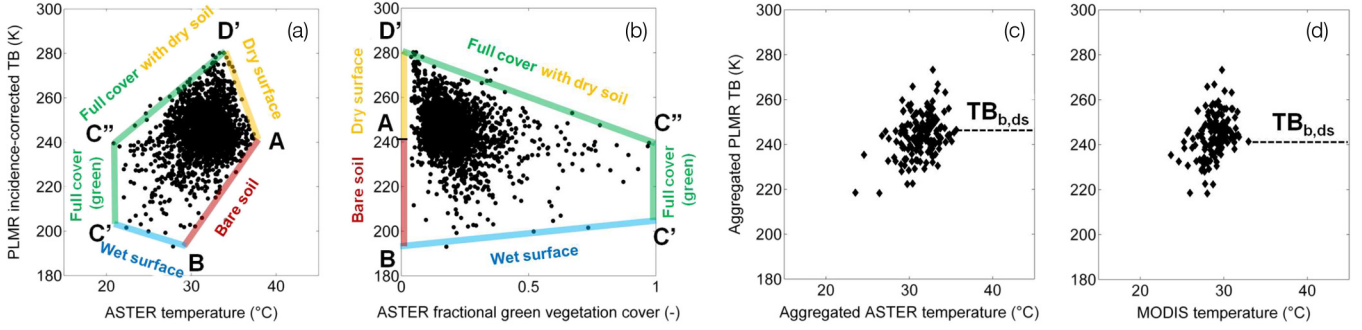 (a)
PLMR incidence-corrected TB (K)
300
280
260
240
220
200
180
20
30
40
ASTER temperature (°C)
Full cover with dry soil
D’
Dry surface
A
C”
Full cover
(green)
C’
Wet surface
B
Bare soil
(b)
300
280
260
240
220
200
180
0
0.5
1
ASTER fractional green vegetation cover (-)
D’
Dry surface
A
Bare soil
B
Full cover with dry soil
C”
Full cover
(green)
C’
Wet surface
(c)
Aggregated PLMR TB (K)
300
280
260
240
220
200
180
20
30
40
Aggregated ASTER temperature (°C)
TBb,ds
(d)
300
280
260
240
220
200
180
20
30
40
MODIS temperature (°C)
TBb,ds